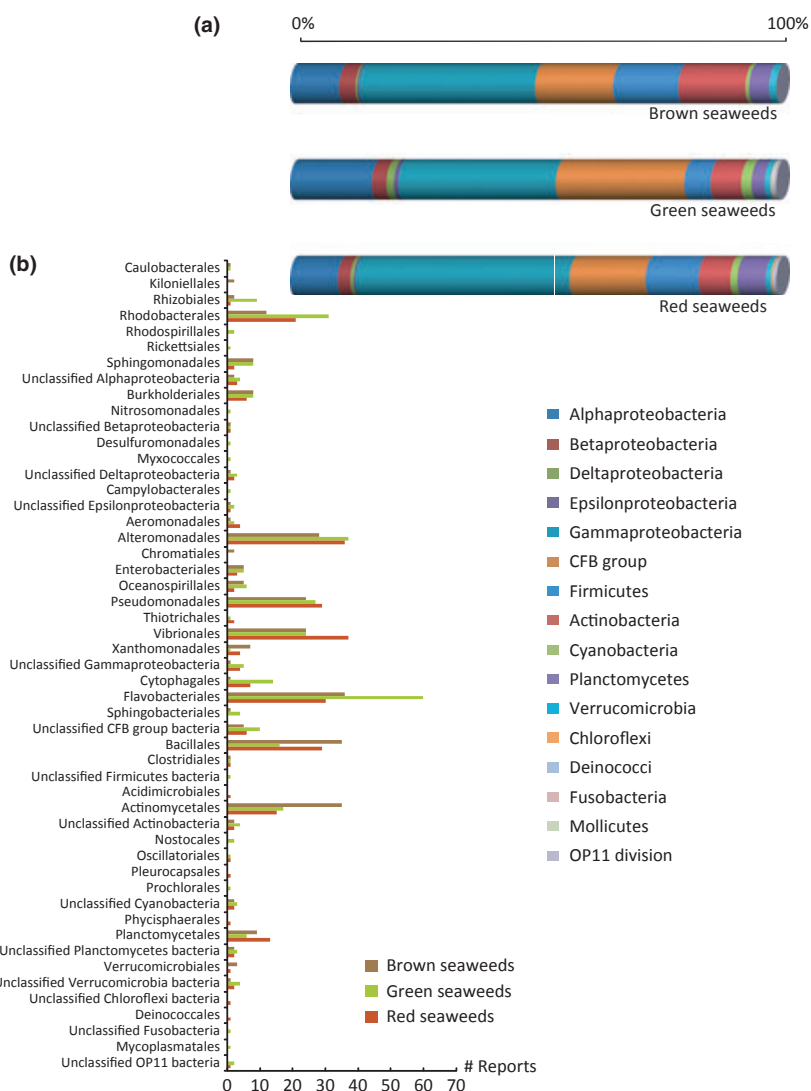 (a)
0% 100%
Brown seaweeds
Green seaweeds
Red seaweeds
(b)
Caulobacterales
Kiloniellales
Rhizobiales
Rhodobacterales
Rhodospirillales
Rickettsiales
Sphingomonadales
Unclassified Alphaproteobacteria
Burkholderiales
Nitrosomonadales
Unclassified Betaproteobacteria
Desulfuromonadales
Myxococcales
Unclassified Deltaproteobacteria
Campylobacterales
Unclassified Epsilonproteobacteria
Aeromonadales
Alteromonadales
Chromatiales
Enterobacteriales
Oceanospirillales
Pseudomonadales
Thiotrichales
Vibrionales
Xanthomonadales
Unclassified Gammaproteobacteria
Cytophagales
Flavobacteriales
Sphingobacteriales
Unclassified CFB group bacteria
Bacillales
Clostridiales
Unclassified Firmicutes bacteria
Acidimicrobiales
Actinomycetales
Unclassified Actinobacteria
Nostocales
Oscillatoriales
Pleurocapsales
Prochlorales
Unclassified Cyanobacteria
Phycisphaerales
Planctomycetales
Unclassified Planctomycetes bacteria
Verrucomicrobiales
Unclassified Verrucomicrobia bacteria
Unclassified Chloroflexi bacteria
Deinococcales
Unclassified Fusobacteria
Mycoplasmatales
Unclassified OP11 bacteria
0 10 20 30 40 50 60 70
# Reports
Brown seaweeds
Green seaweeds
Red seaweeds
Alphaproteobacteria
Betaproteobacteria
Deltaproteobacteria
Epsilonproteobacteria
Gammaproteobacteria
CFB group
Firmicutes
Actinobacteria
Cyanobacteria
Planctomycetes
Verrucomicrobia
Chloroflexi
Deinococci
Fusobacteria
Mollicutes
OP11 division